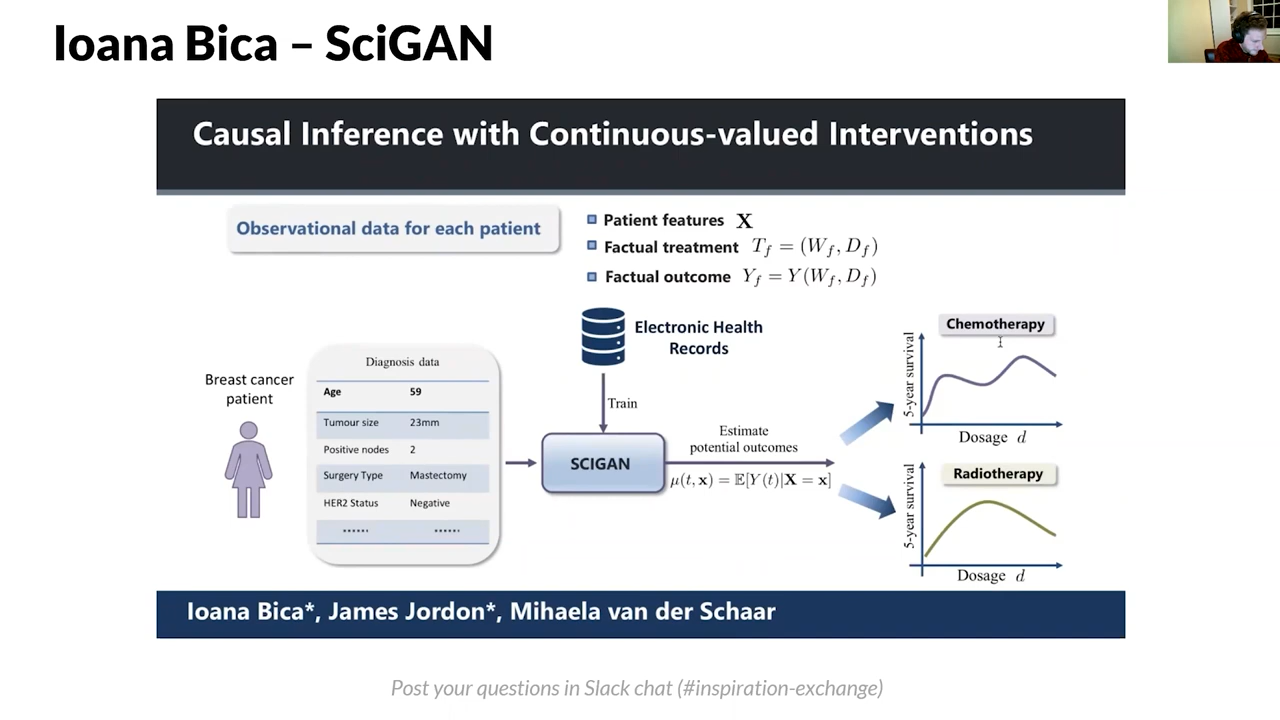 Ioana Bica – SciGAN
Causal Inference with Continuous-valued Interventions
Observational data for each patient
Patient features X
Factual treatment T_f = (W_f, D_f)
Factual outcome Y_f = Y(W_f, D_f)
Electronic Health
Records
Train
Breast cancer
patient
Diagnosis data
Age 59
Tumour size 23mm
Positive nodes 2
Surgery Type Mastectomy
HER2 Status Negative
...... ......
SCIGAN
Estimate
potential outcomes
μ(t, x) = 𝔼[Y(t)|X = x]
Chemotherapy
5-year survival
Dosage d
Radiotherapy
5-year survival
Dosage d
Ioana Bica*, James Jordon*, Mihaela van der Schaar
Post your questions in Slack chat (#inspiration-exchange)